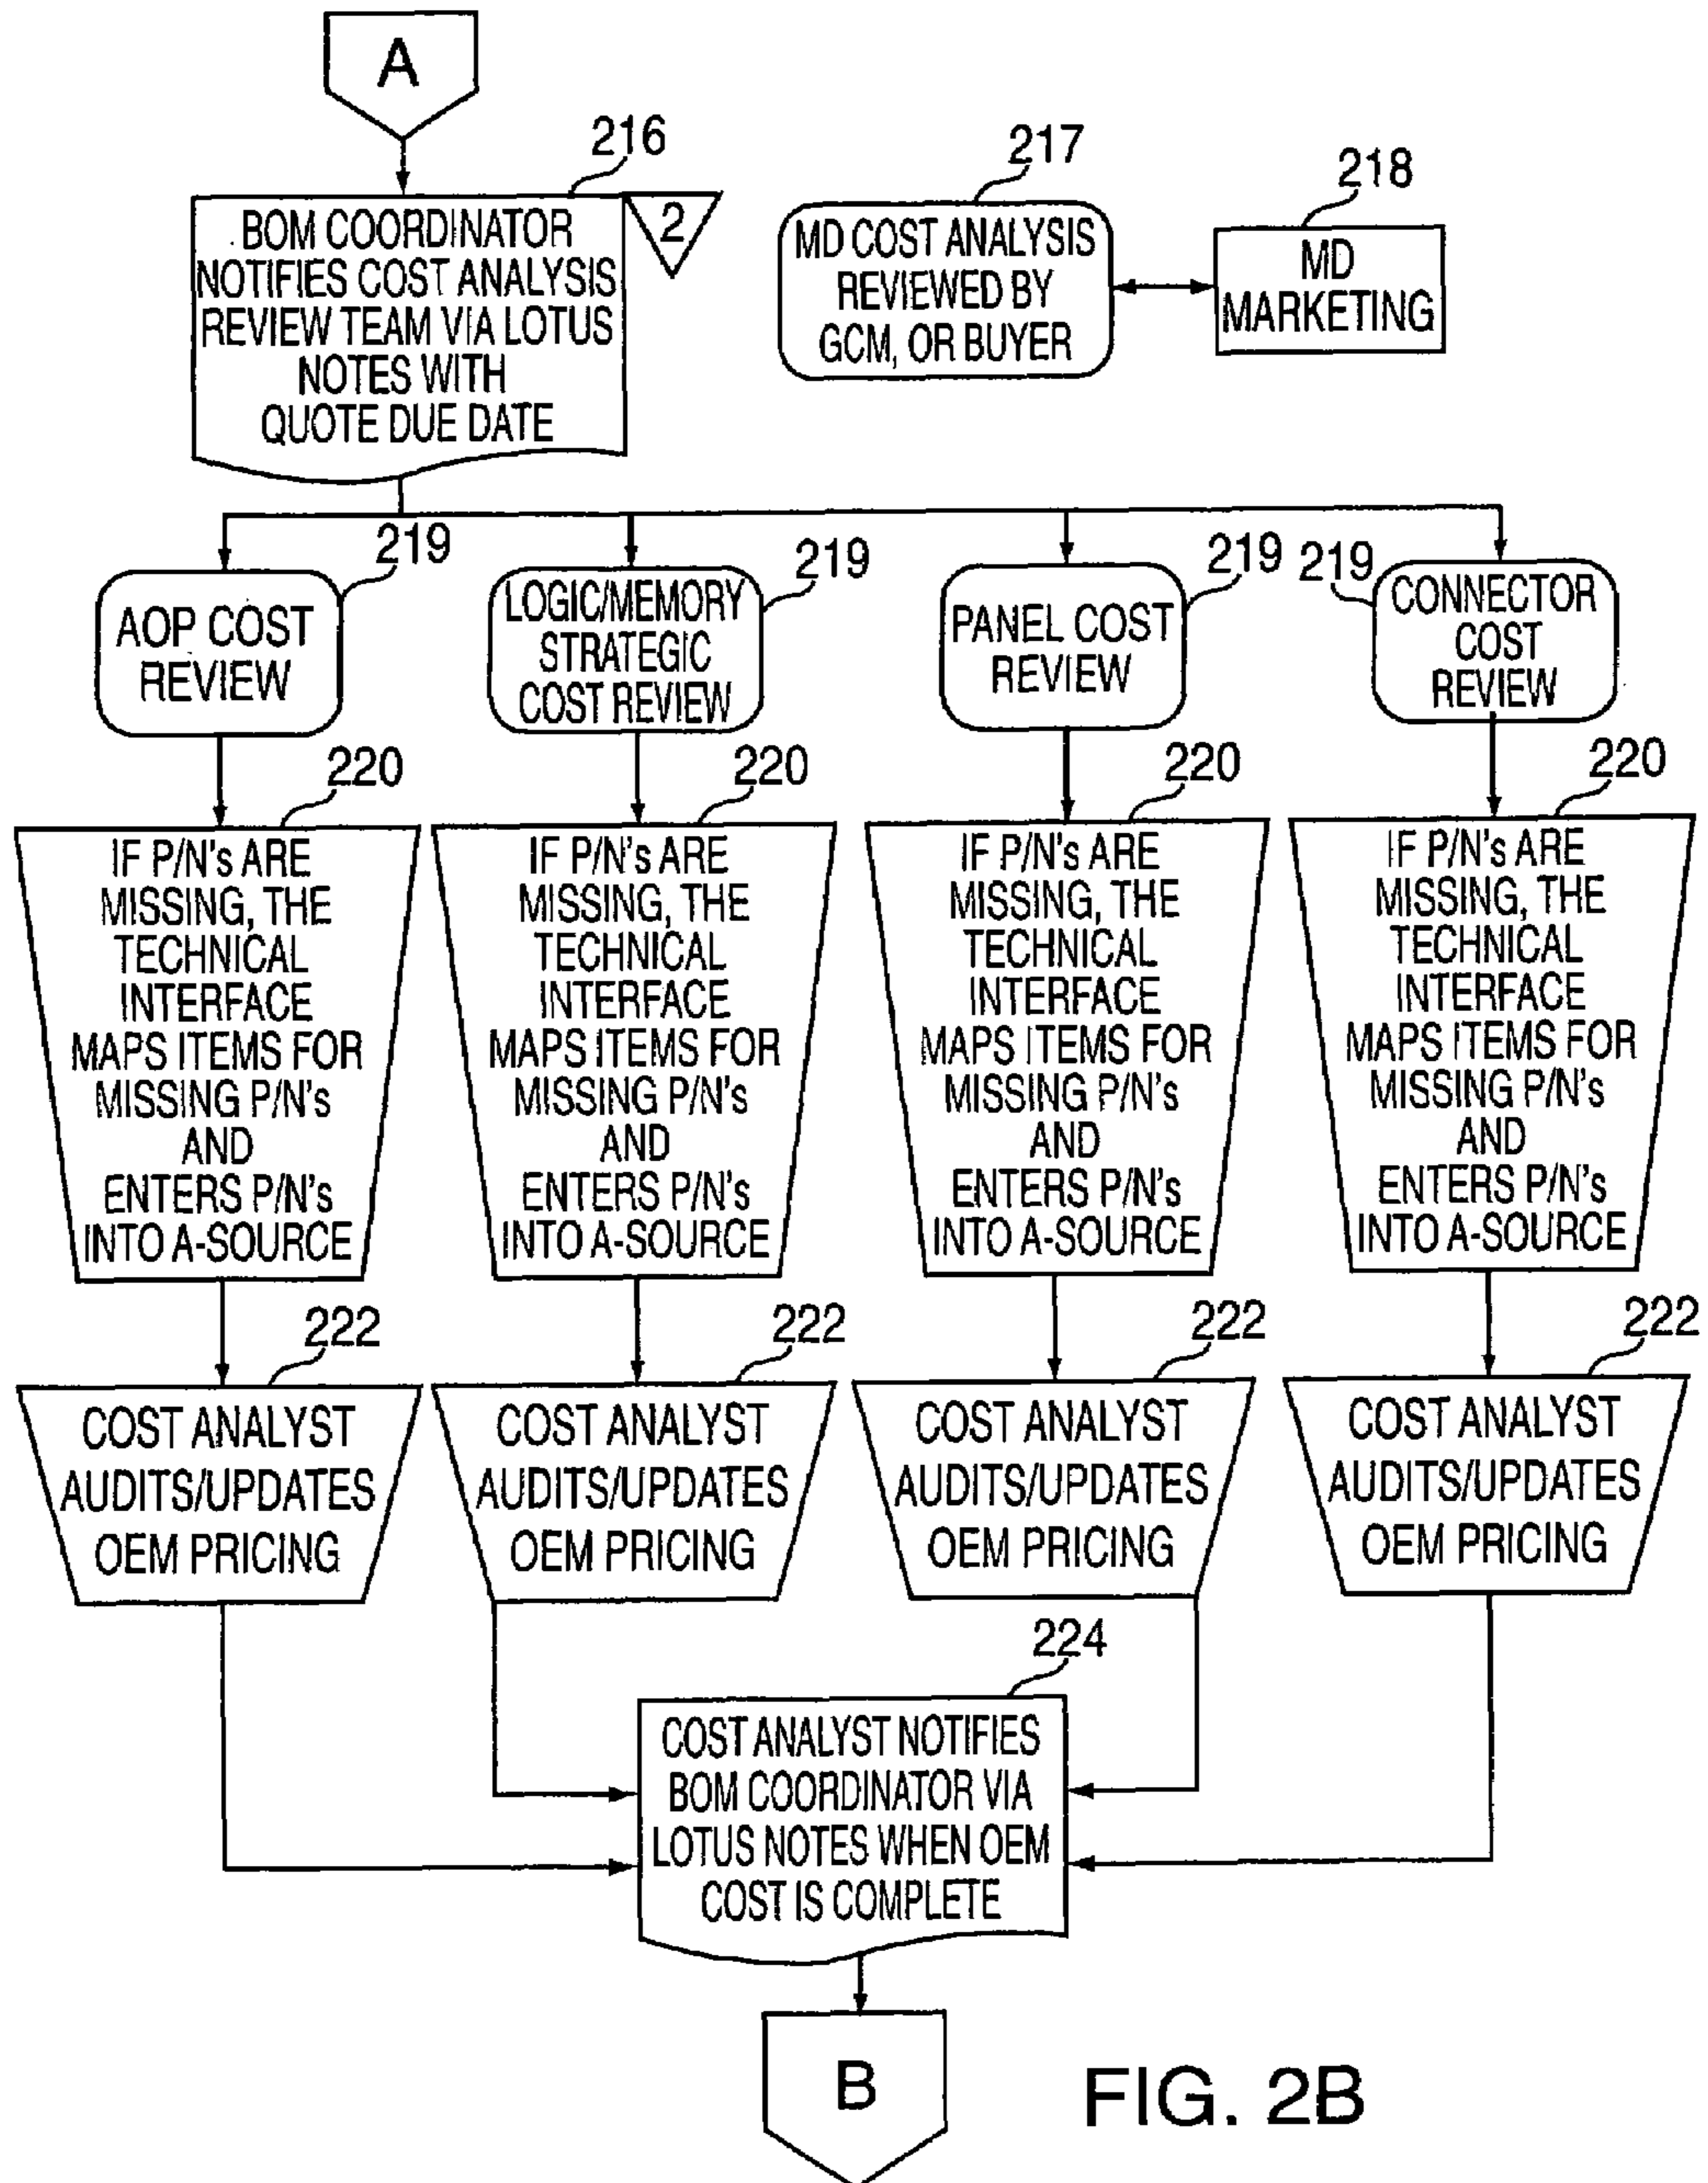 A
216
BOM COORDINATOR
NOTIFIES COST ANALYSIS
REVIEW TEAM VIA LOTUS
NOTES WITH
QUOTE DUE DATE
2
217
MD COST ANALYSIS
REVIEWED BY
GCM, OR BUYER
218
MD
MARKETING
219
AOP COST
REVIEW
219
LOGIC/MEMORY
STRATEGIC
COST REVIEW
219
PANEL COST
REVIEW
219
CONNECTOR
COST
REVIEW
220
IF P/N's ARE
MISSING, THE
TECHNICAL
INTERFACE
MAPS ITEMS FOR
MISSING P/N's
AND
ENTERS P/N's
INTO A-SOURCE
220
IF P/N's ARE
MISSING, THE
TECHNICAL
INTERFACE
MAPS ITEMS FOR
MISSING P/N's
AND
ENTERS P/N's
INTO A-SOURCE
220
IF P/N's ARE
MISSING, THE
TECHNICAL
INTERFACE
MAPS ITEMS FOR
MISSING P/N's
AND
ENTERS P/N's
INTO A-SOURCE
220
IF P/N's ARE
MISSING, THE
TECHNICAL
INTERFACE
MAPS ITEMS FOR
MISSING P/N's
AND
ENTERS P/N's
INTO A-SOURCE
222
COST ANALYST
AUDITS/UPDATES
OEM PRICING
222
COST ANALYST
AUDITS/UPDATES
OEM PRICING
222
COST ANALYST
AUDITS/UPDATES
OEM PRICING
222
COST ANALYST
AUDITS/UPDATES
OEM PRICING
224
COST ANALYST NOTIFIES
BOM COORDINATOR VIA
LOTUS NOTES WHEN OEM
COST IS COMPLETE
B
FIG. 2B